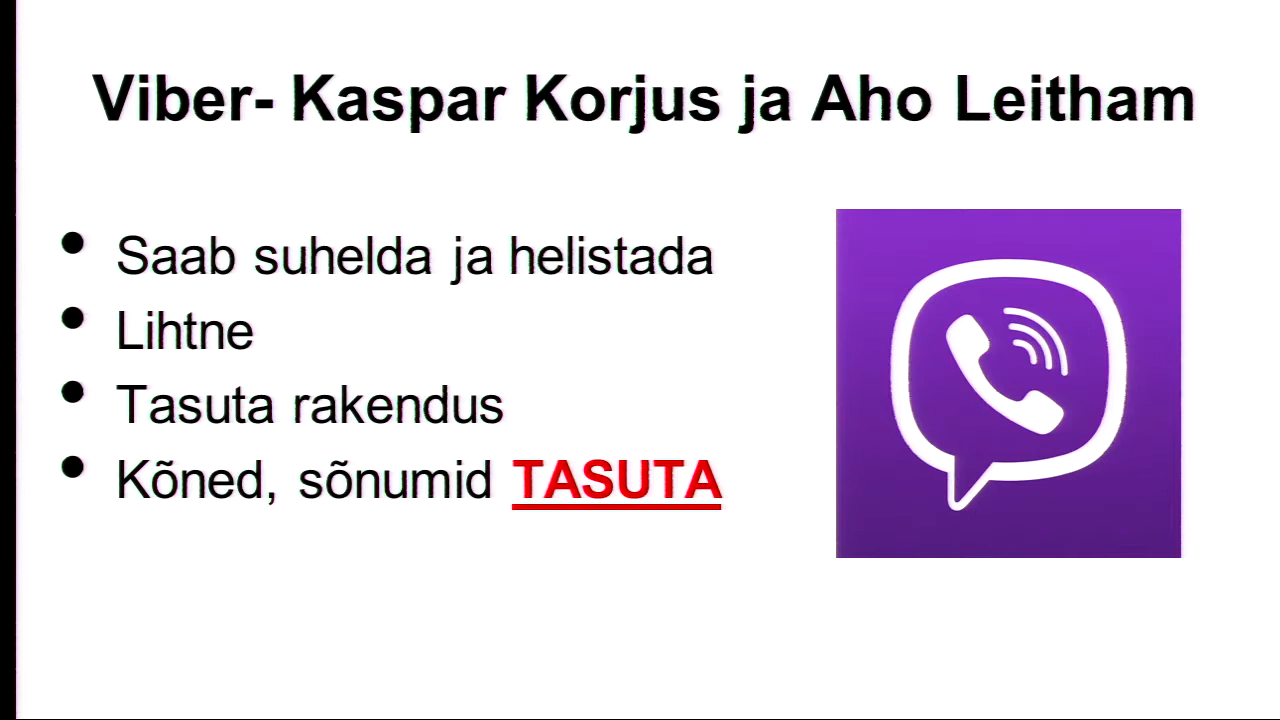 Viber- Kaspar Korjus ja Aho Leitham
• Saab suhelda ja helistada
• Lihtne
• Tasuta rakendus
• Kõned, sõnumid TASUTA